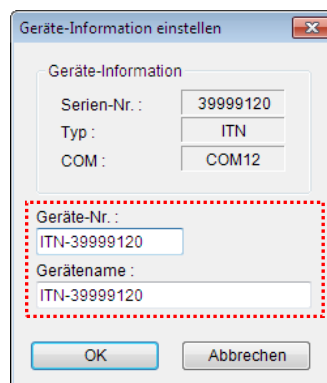 Geräte-Information einstellen
Geräte-Information
Serien-Nr. : 39999120
Typ : ITN
COM : COM12
Geräte-Nr. :
ITN-39999120
Gerätename :
ITN-39999120
OK Abbrechen